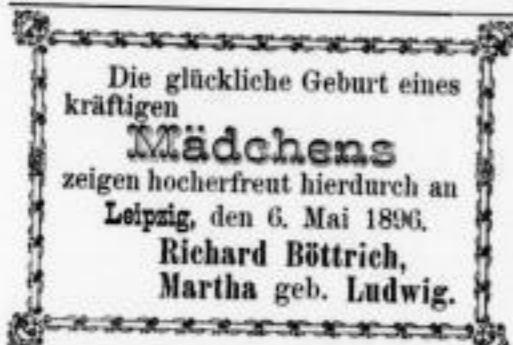 Die glückliche Geburt eines
kräftigen
Mädchens
zeigen hocherfreut hierdurch an
Leipzig, den 6. Mai 1896.
Richard Böttrich,
Martha geb. Ludwig.